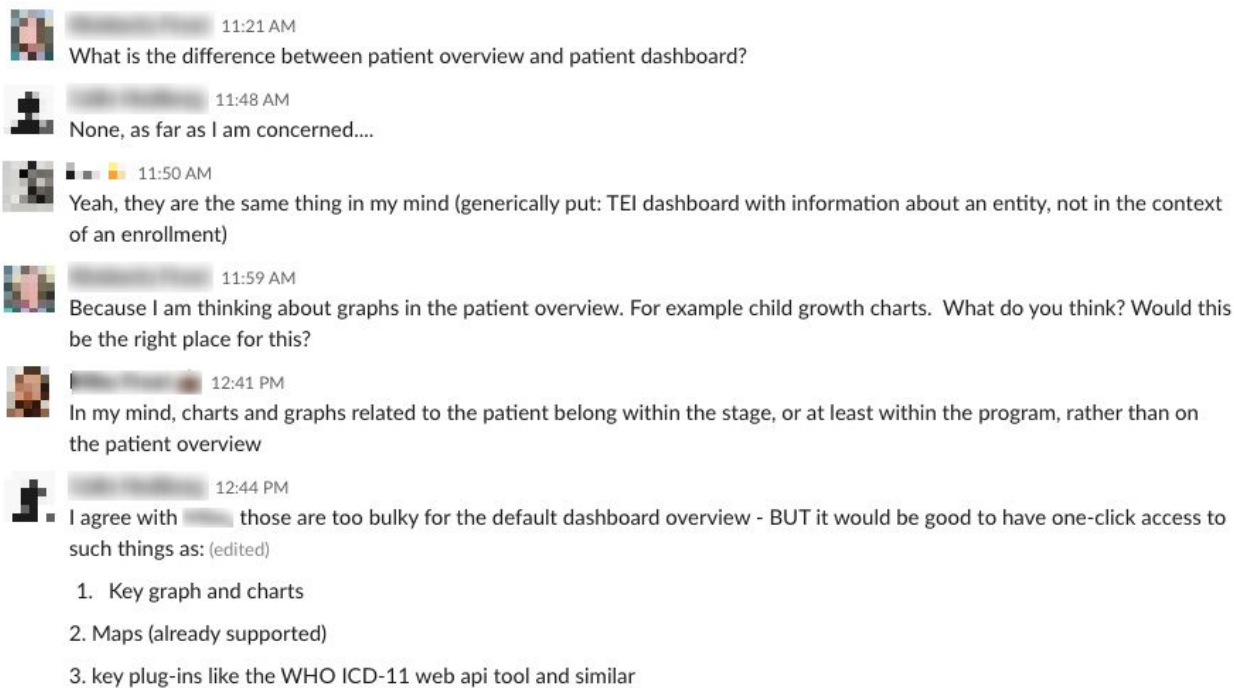 11:21 AM
What is the difference between patient overview and patient dashboard?
11:48 AM
None, as far as I am concerned....
11:50 AM
Yeah, they are the same thing in my mind (generically put: TEI dashboard with information about an entity, not in the context
of an enrollment)
11:59 AM
Because I am thinking about graphs in the patient overview. For example child growth charts.  What do you think? Would this
be the right place for this?
12:41 PM
In my mind, charts and graphs related to the patient belong within the stage, or at least within the program, rather than on
the patient overview
12:44 PM
I agree with those are too bulky for the default dashboard overview - BUT it would be good to have one-click access to
such things as: (edited)
1. Key graph and charts
2. Maps (already supported)
3. key plug-ins like the WHO ICD-11 web api tool and similar